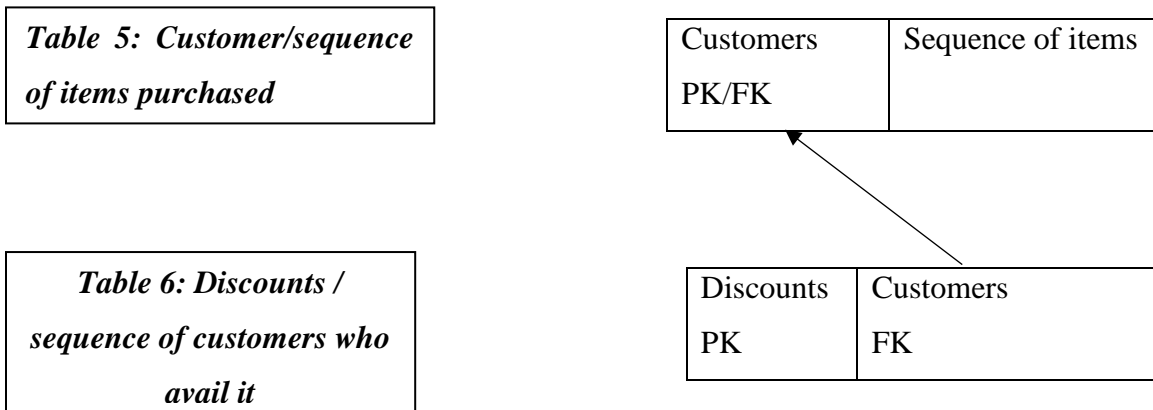 Table 5: Customer/sequence
of items purchased
Customers
PK/FK
Sequence of items
Table 6: Discounts /
sequence of customers who
avail it
Discounts
PK
Customers
FK